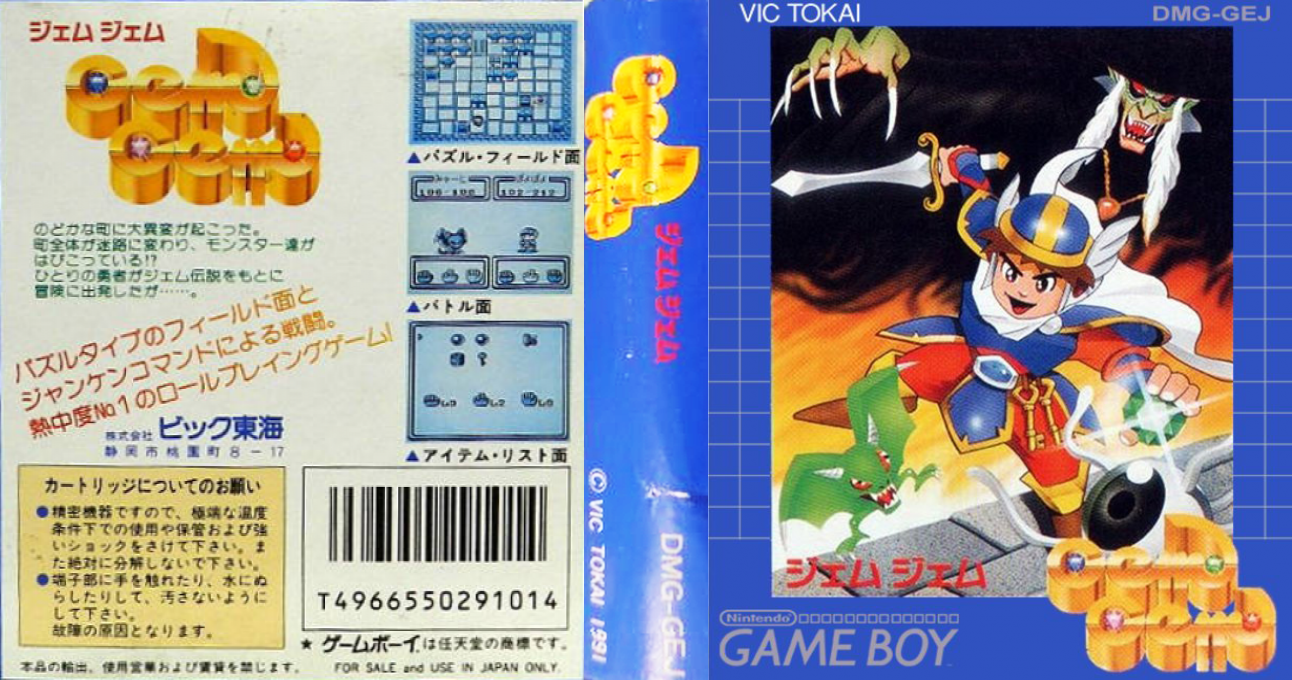 ジェム ジェム
Gem Gem
のどかな町に大異変が起こった。
町全体が迷路に変わり、モンスター達が
はびこっている!?
ひとりの勇者がジェム伝説をもとに
冒険に出発したが……。
パズルタイプのフィールド面と
ジャンケンコマンドによる戦闘。
熱中度No.1のロールプレイングゲーム!
株式会社 ビック東海
静岡市桃園町8-17
▲パズル・フィールド面
▲バトル面
▲アイテム・リスト面
カートリッジについてのお願い
●精密機器ですので、極端な温度
条件下での使用や保管および強
いショックをさけて下さい。ま
た絶対に分解しないで下さい。
●端子部に手を触れたり、水にぬ
らしたりして、汚さないように
して下さい。
故障の原因となります。
T4966550291014
★ゲームボーイは任天堂の商標です。
本品の輸出、使用営業および賃貸を禁じます。
FOR SALE and USE IN JAPAN ONLY.
ジェム ジェム
© VIC TOKAI 1991
DMG-GEJ
VIC TOKAI
DMG-GEJ
ジェム ジェム
Gem Gem
Nintendo
GAME BOY